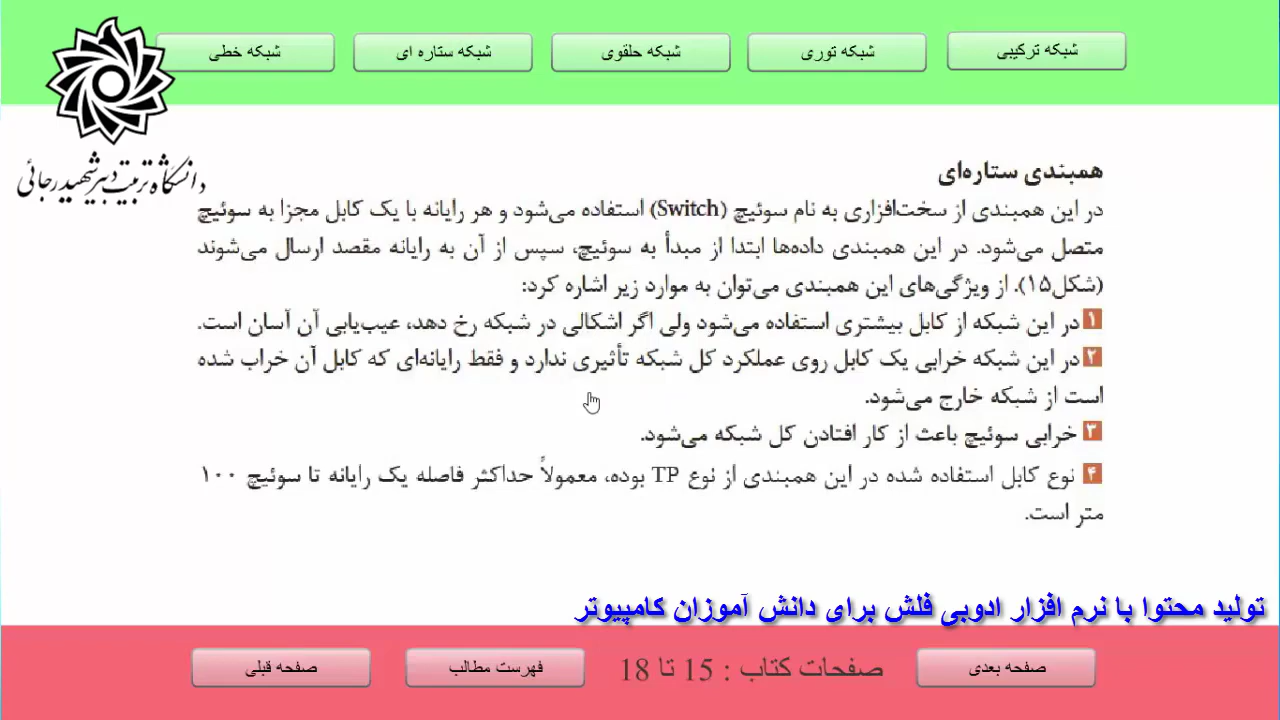 شبکه ترکیبی
شبکه توری
شبکه حلقوی
شبکه ستاره ای
شبکه خطی
دانشگاه تربیت دبیر شهید رجائی
همبندی ستاره‌ای
در این همبندی از سخت‌افزاری به نام سوئیچ (Switch) استفاده می‌شود و هر رایانه با یک کابل مجزا به سوئیچ
متصل می‌شود. در این همبندی داده‌ها ابتدا از مبدأ به سوئیچ، سپس از آن به رایانه مقصد ارسال می‌شوند
(شکل۱۵). از ویژگی‌های این همبندی می‌توان به موارد زیر اشاره کرد:
۱ در این شبکه از کابل بیشتری استفاده می‌شود ولی اگر اشکالی در شبکه رخ دهد، عیب‌یابی آن آسان است.
۲ در این شبکه خرابی یک کابل روی عملکرد کل شبکه تأثیری ندارد و فقط رایانه‌ای که کابل آن خراب شده
است از شبکه خارج می‌شود.
۳ خرابی سوئیچ باعث از کار افتادن کل شبکه می‌شود.
۴ نوع کابل استفاده شده در این همبندی از نوع TP بوده، معمولاً حداکثر فاصله یک رایانه تا سوئیچ ۱۰۰
متر است.
تولید محتوا با نرم افزار ادوبی فلش برای دانش آموزان کامپیوتر
صفحه بعدی
صفحات کتاب : 15 تا 18
فهرست مطالب
صفحه قبلی